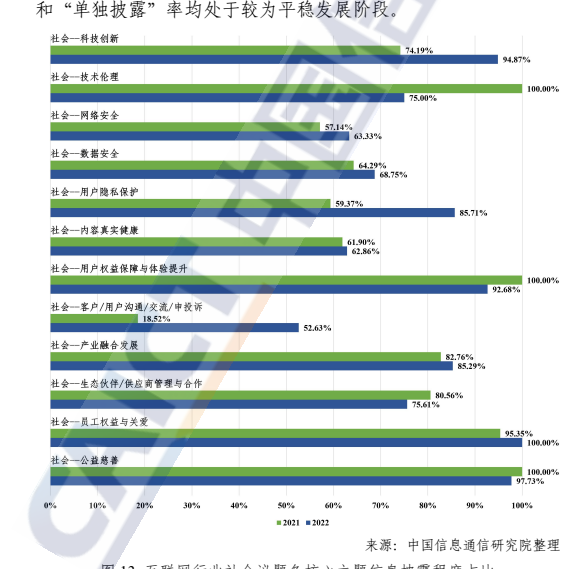 和“单独披露”率均处于较为平稳发展阶段。
社会—科技创新
74.19%
94.87%
社会—技术伦理
100.00%
75.00%
社会—网络安全
57.14%
63.33%
社会—数据安全
64.29%
68.75%
社会—用户隐私保护
59.37%
85.71%
社会—内容真实健康
61.90%
62.86%
社会—用户权益保障与体验提升
100.00%
92.68%
社会—客户/用户沟通/交流/申投诉
18.52%
52.63%
社会—产业融合发展
82.76%
85.29%
社会—生态伙伴/供应商管理与合作
80.56%
75.61%
社会—员工权益与关爱
95.35%
100.00%
社会—公益慈善
100.00%
97.73%
0% 10% 20% 30% 40% 50% 60% 70% 80% 90% 100%
2021 2022
来源：中国信息通信研究院整理
图 12 互联网行业社会议题各核心主题信息披露程度占比
CAICT 中国信